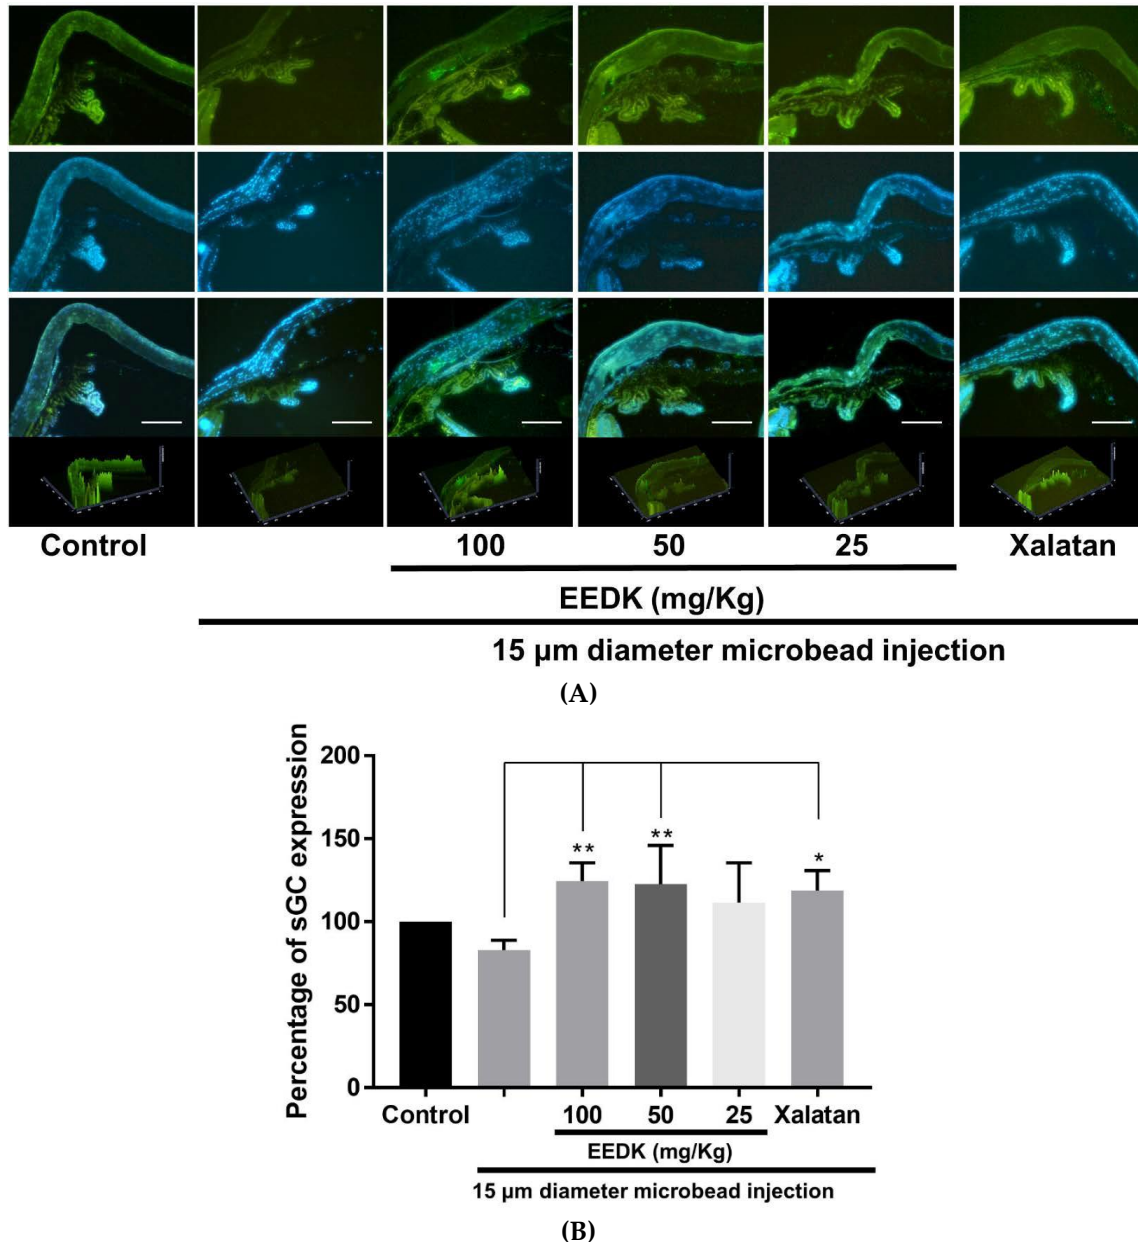 Control 100 50 25 Xalatan
EEDK (mg/Kg)
15 µm diameter microbead injection
(A)
Percentage of sGC expression
200
150
100
50
0
** ** *
Control 100 50 25 Xalatan
EEDK (mg/Kg)
15 µm diameter microbead injection
(B)